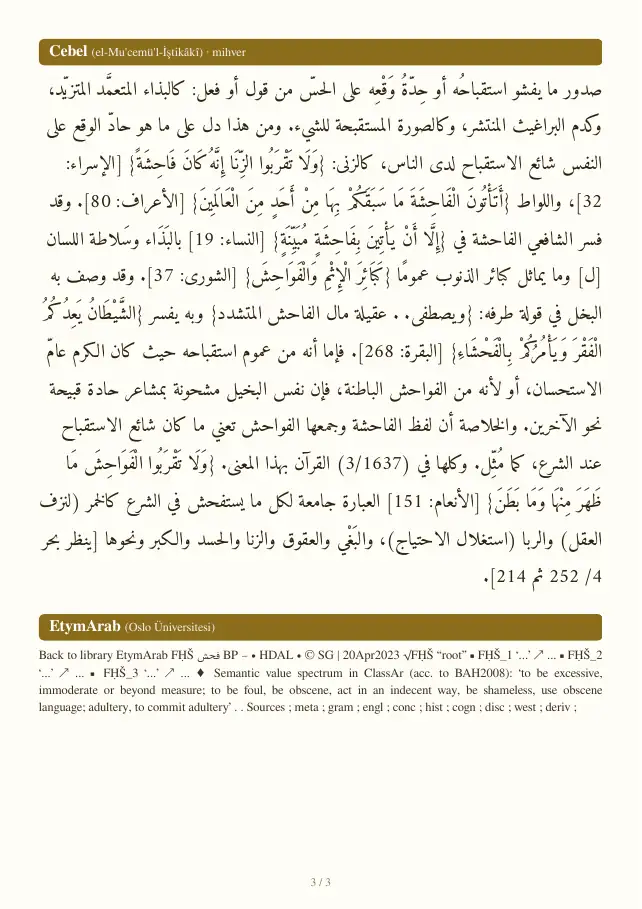 Cebel (el-Mu'cemü'l-İştikâkî) · mihver
صدور ما يفشو استقباحُه أو حِدّةُ وَقْعِه على الحسّ من قول أو فعل: كالبذاء المتعمَّد المتزيّد،
وكدم البراغيث المنتشر، وكالصورة المستقبحة للشيء. ومن هذا دل على ما هو حادّ الوقع على
النفس شائع الاستقباح لدى الناس، كالزنى: {وَلَا تَقْرَبُوا الزِّنَا إِنَّهُ كَانَ فَاحِشَةً} [الإسراء:
32]، واللواط {أَتَأْتُونَ الْفَاحِشَةَ مَا سَبَقَكُمْ بِهَا مِنْ أَحَدٍ مِنَ الْعَالَمِينَ} [الأعراف: 80]. وقد
فسر الشافعي الفاحشة في {إِلَّا أَنْ يَأْتِينَ بِفَاحِشَةٍ مُبَيِّنَةٍ} [النساء: 19] بالبَذَاء وسَلاطة اللسان
[ل] وما يماثل كبائر الذنوب عمومًا {كَبَائِرَ الْإِثْمِ وَالْفَوَاحِشَ} [الشورى: 37]. وقد وصف به
البخل في قولة طرفه: {ويصطفى. . عقيلة مال الفاحش المتشدد} وبه يفسر {الشَّيْطَانُ يَعِدُكُمُ
الْفَقْرَ وَيَأْمُرُكُمْ بِالْفَحْشَاءِ} [البقرة: 268]. فإما أنه من عموم استقباحه حيث كان الكرم عامّ
الاستحسان، أو لأنه من الفواحش الباطنة، فإن نفس البخيل مشحونة بمشاعر حادة قبيحة
نحو الآخرين. والخلاصة أن لفظ الفاحشة وجمعها الفواحش تعني ما كان شائع الاستقباح
عند الشرع، كما مُثِّل. وكلها في (3/1637) القرآن بهذا المعنى. {وَلَا تَقْرَبُوا الْفَوَاحِشَ مَا
ظَهَرَ مِنْهَا وَمَا بَطَنَ} [الأنعام: 151] العبارة جامعة لكل ما يستفحش في الشرع كالخمر (لنزف
العقل) والربا (استغلال الاحتياج)، والبَغْي والعقوق والزنا والحسد والكبر ونحوها [ينظر بحر
4/ 252 ثم 214].
EtymArab (Oslo Üniversitesi)
Back to library EtymArab FḤŠ فحش BP – • HDAL • © SG | 20Apr2023 √FḤŠ “root” ▪ FḤŠ_1 ‘...’ ↗ ... ▪ FḤŠ_2
‘...’ ↗ ... ▪ FḤŠ_3 ‘...’ ↗ ... ♦ Semantic value spectrum in ClassAr (acc. to BAH2008): ‘to be excessive,
immoderate or beyond measure; to be foul, be obscene, act in an indecent way, be shameless, use obscene
language; adultery, to commit adultery’ . . Sources ; meta ; gram ; engl ; conc ; hist ; cogn ; disc ; west ; deriv ;
3 / 3